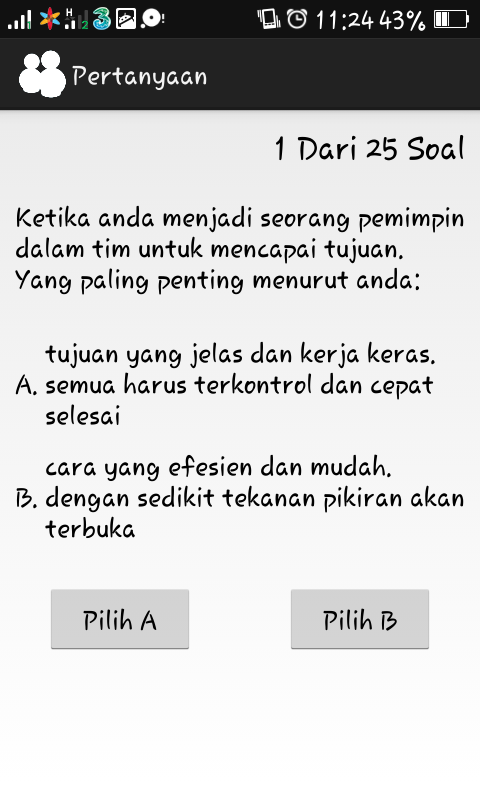 11:24 43%
Pertanyaan
1 Dari 25 Soal
Ketika anda menjadi seorang pemimpin
dalam tim untuk mencapai tujuan.
Yang paling penting menurut anda:
tujuan yang jelas dan kerja keras.
A. semua harus terkontrol dan cepat
selesai
cara yang efesien dan mudah.
B. dengan sedikit tekanan pikiran akan
terbuka
Pilih A
Pilih B